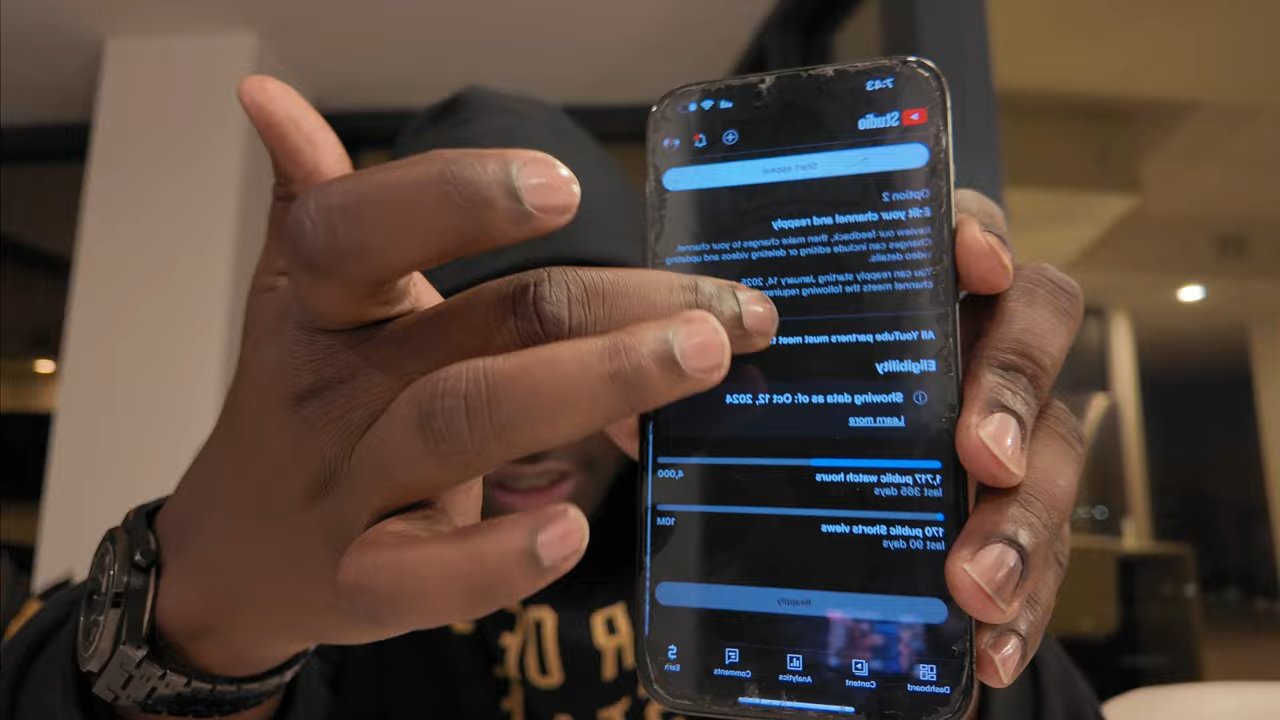 7:43
Studio
Start appeal
Option 2
Edit your channel and reapply
Review our feedback, then make changes to your channel.
Changes can include editing or deleting videos and updating
video details.
You can reapply starting January 14, 2025
channel meets the following requirem
All YouTube partners must meet
Eligibility
Showing data as of: Oct 12, 2024
Learn more
1,717 public watch hours
4,000
last 365 days
170 public Shorts views
10M
last 90 days
Reapply
Dashboard
Content
Analytics
Comments
Earn